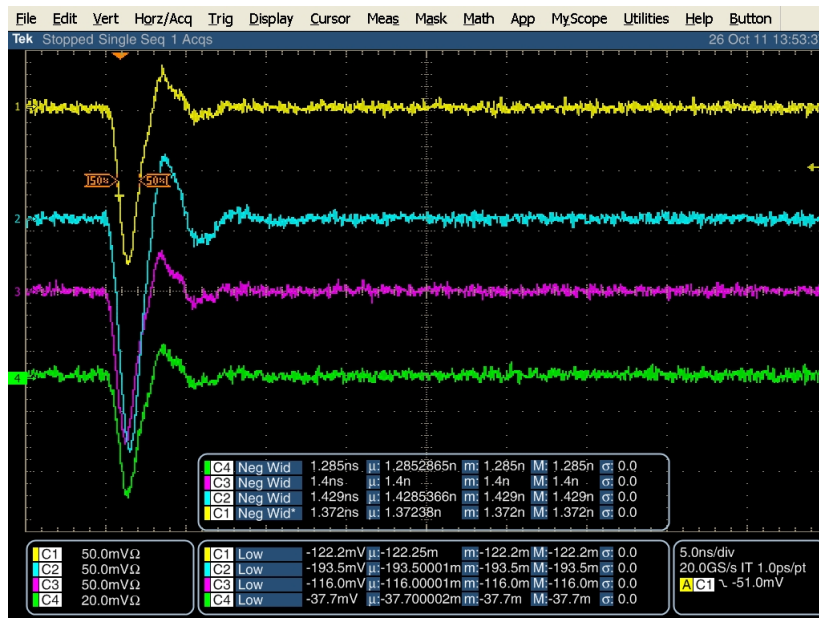 File Edit Vert Horz/Acq Trig Display Cursor Meas Mask Math App MyScope Utilities Help Button
Tek Stopped Single Seq 1 Acqs 26 Oct 11 13:53:3
1
50% 50%
2
3
4
C4 Neg Wid 1.285ns µ: 1.2852865n m: 1.285n M: 1.285n σ: 0.0
C3 Neg Wid 1.4ns µ: 1.4n m: 1.4n M: 1.4n σ: 0.0
C2 Neg Wid 1.429ns µ: 1.4285366n m: 1.429n M: 1.429n σ: 0.0
C1 Neg Wid* 1.372ns µ: 1.37238n m: 1.372n M: 1.372n σ: 0.0
C1 50.0mVΩ
C2 50.0mVΩ
C3 50.0mVΩ
C4 20.0mVΩ
C1 Low -122.2mV µ:-122.25m m:-122.2m M:-122.2m σ: 0.0
C2 Low -193.5mV µ:-193.50001m m:-193.5m M:-193.5m σ: 0.0
C3 Low -116.0mV µ:-116.00001m m:-116.0m M:-116.0m σ: 0.0
C4 Low -37.7mV µ:-37.700002m m:-37.7m M:-37.7m σ: 0.0
5.0ns/div
20.0GS/s IT 1.0ps/pt
A C1 -51.0mV